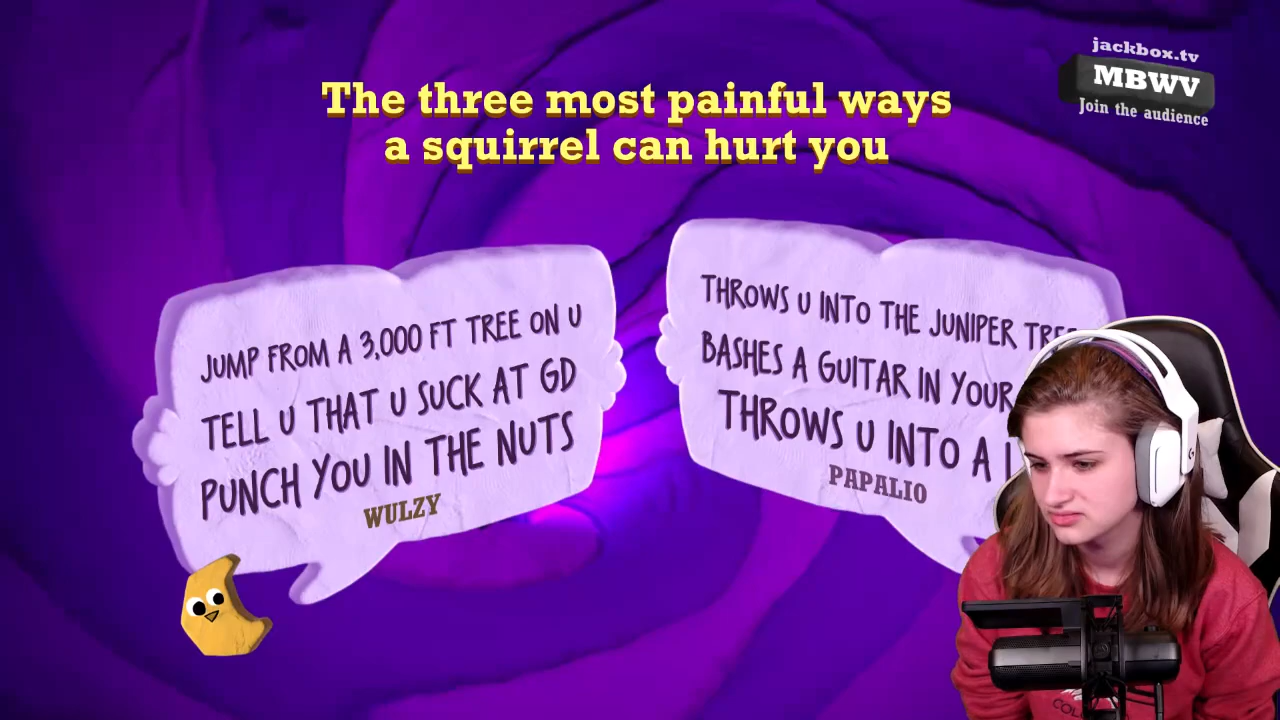 jackbox.tv
MBWV
Join the audience
The three most painful ways
a squirrel can hurt you
JUMP FROM A 3,000 FT TREE ON U
TELL U THAT U SUCK AT GD
PUNCH YOU IN THE NUTS
WULZY
THROWS U INTO THE JUNIPER
BASHES A GUITAR IN YOUR
THROWS U INTO A
PAPALIO